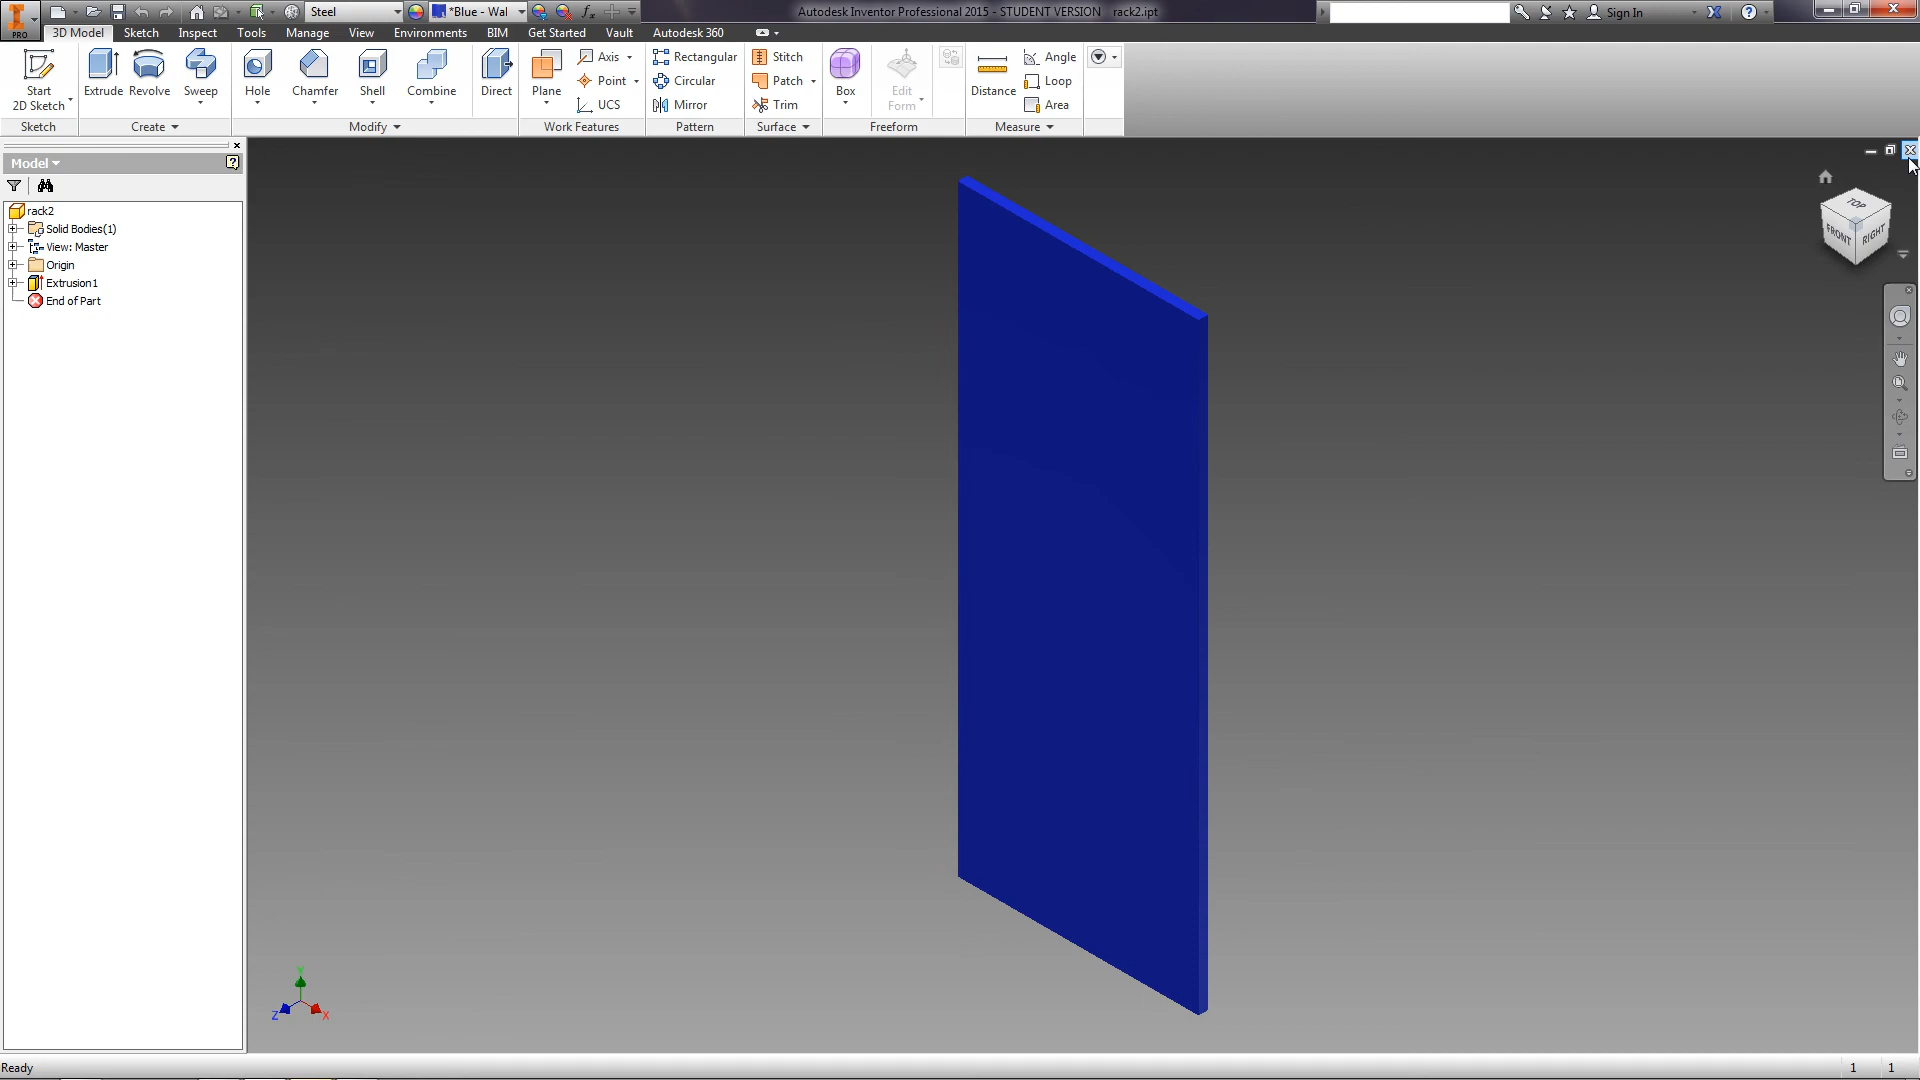 PRO
Steel
*Blue - Wal
Autodesk Inventor Professional 2015 - STUDENT VERSION rack2.ipt
Sign In
3D Model Sketch Inspect Tools Manage View Environments BIM Get Started Vault Autodesk 360
Start
2D Sketch
Extrude
Revolve
Sweep
Hole
Chamfer
Shell
Combine
Direct
Plane
Axis
Point
UCS
Rectangular
Circular
Mirror
Stitch
Patch
Trim
Box
Edit
Form
Distance
Angle
Loop
Area
Sketch Create Modify Work Features Pattern Surface Freeform Measure
Model
rack2
Solid Bodies(1)
View: Master
Origin
Extrusion1
End of Part
TOP
FRONT
RIGHT
Y
Z
X
Ready
1 1